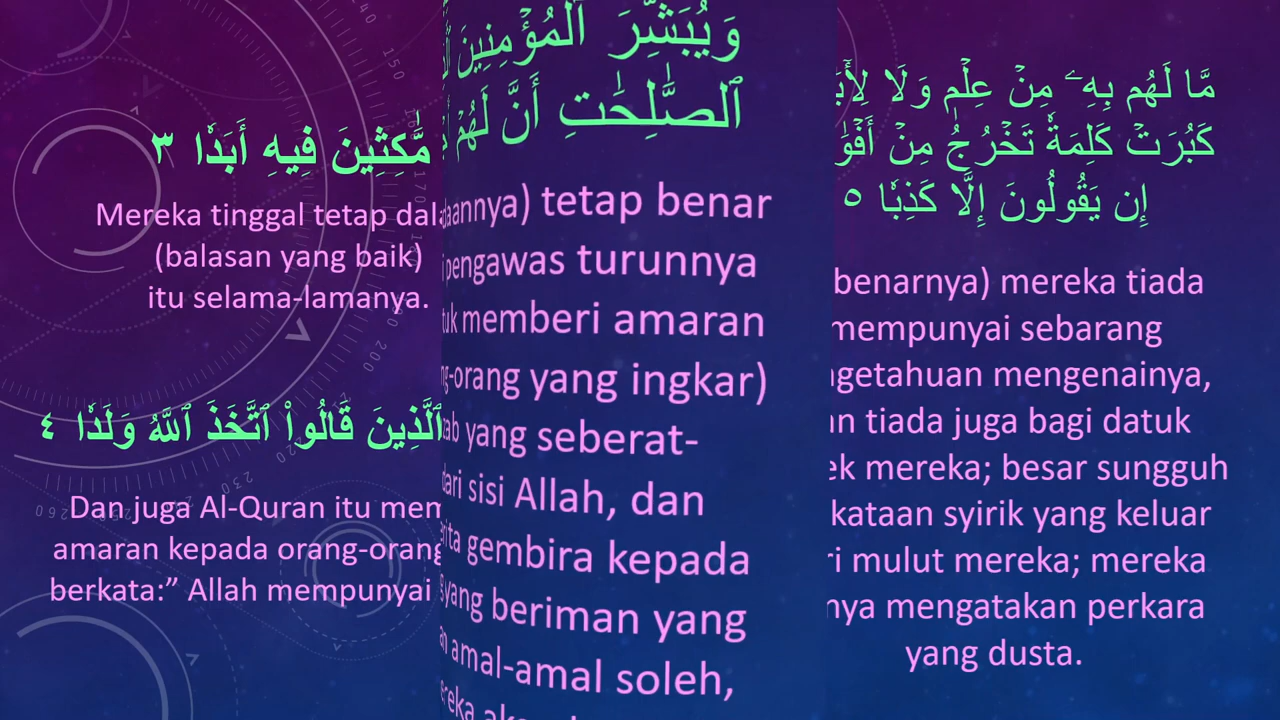 مَّٰكِثِينَ فِيهِ أَبَدٗا ٣
Mereka tinggal tetap
(balasan yang baik)
itu selama-lamanya.
ٱلَّذِينَ قَالُواْ ٱتَّخَذَ ٱللَّهُ وَلَدٗا ٤
Dan juga Al-Quran itu
amaran kepada orang-orang
berkata:” Allah mempunyai
وَيُبَشِّرَ ٱلۡمُؤۡمِنِينَ
ٱلصَّٰلِحَٰتِ أَنَّ لَهُمۡ
tetap benar
pengawas turunnya
memberi amaran
yang ingkar)
yang seberat-
dari sisi Allah, dan
gembira kepada
yang beriman yang
amal-amal soleh,
مَّا لَهُم بِهِۦ مِنۡ عِلۡمٖ وَلَا
كَبُرَتۡ كَلِمَةٗ تَخۡرُجُ مِنۡ
إِن يَقُولُونَ إِلَّا كَذِبٗا ٥
benarnya) mereka tiada
mempunyai sebarang
mengenainya,
tiada juga bagi datuk
mereka; besar sungguh
syirik yang keluar
mulut mereka; mereka
mengatakan perkara
yang dusta.